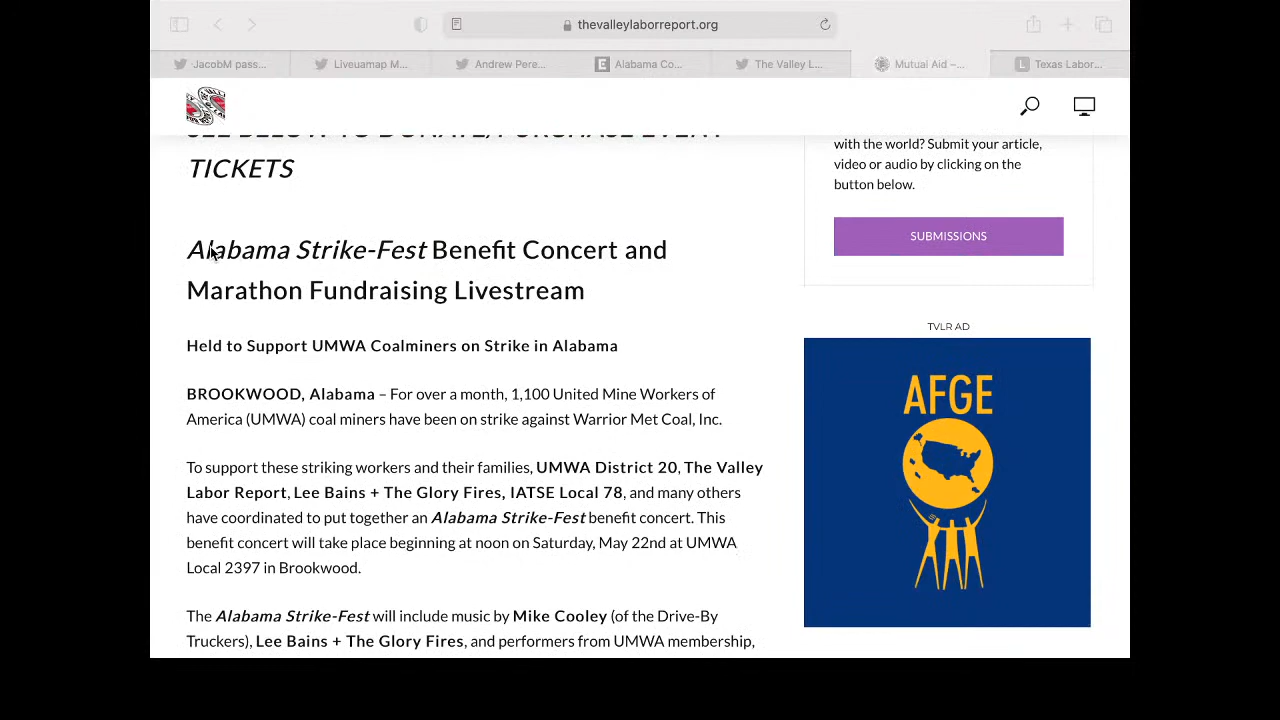 thevalleylaborreport.org
JacobM pass...
Liveuamap M...
Andrew Pere...
Alabama Co...
The Valley L...
Mutual Aid –...
Texas Labor...
SEE BELOW TO DONATE/PURCHASE EVENT
TICKETS
Alabama Strike-Fest Benefit Concert and
Marathon Fundraising Livestream
Held to Support UMWA Coalminers on Strike in Alabama
BROOKWOOD, Alabama – For over a month, 1,100 United Mine Workers of
America (UMWA) coal miners have been on strike against Warrior Met Coal, Inc.
To support these striking workers and their families, UMWA District 20, The Valley
Labor Report, Lee Bains + The Glory Fires, IATSE Local 78, and many others
have coordinated to put together an Alabama Strike-Fest benefit concert. This
benefit concert will take place beginning at noon on Saturday, May 22nd at UMWA
Local 2397 in Brookwood.
The Alabama Strike-Fest will include music by Mike Cooley (of the Drive-By
Truckers), Lee Bains + The Glory Fires, and performers from UMWA membership,
with the world? Submit your article,
video or audio by clicking on the
button below.
SUBMISSIONS
TVLR AD
AFGE